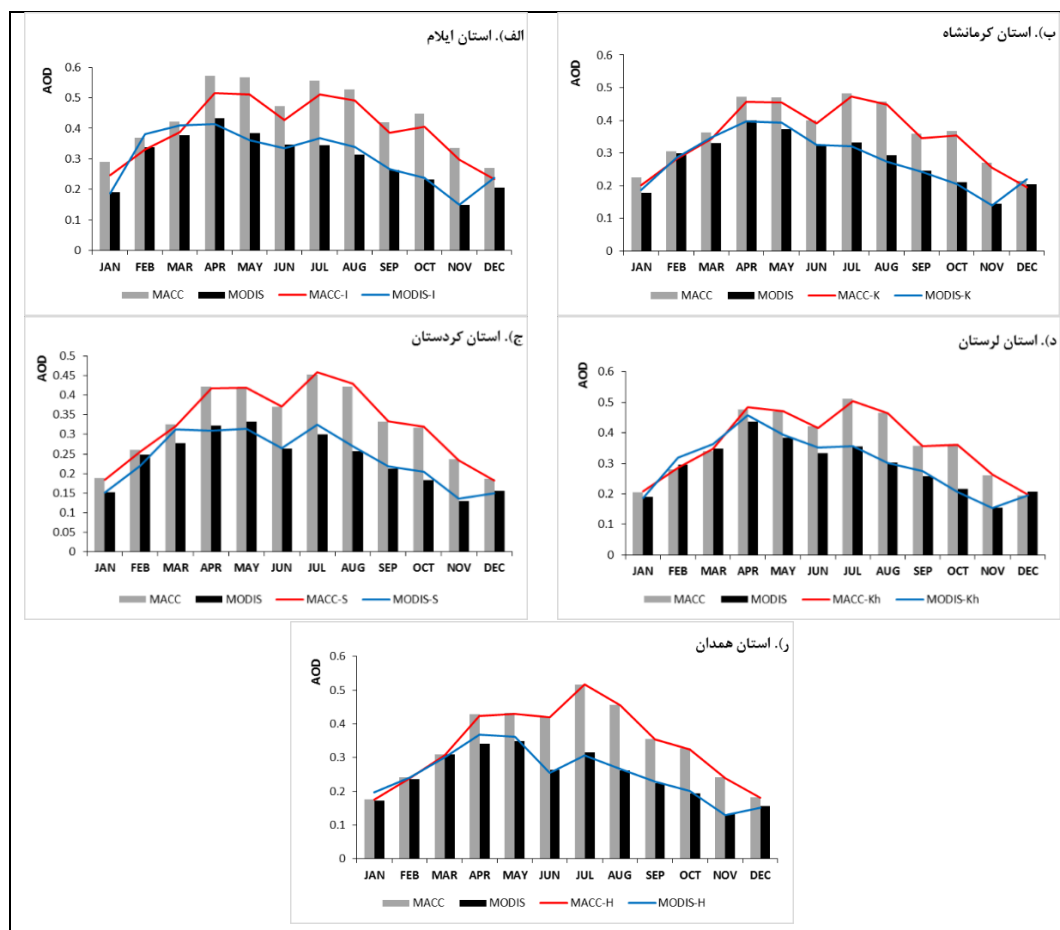 الف). استان ایلام
AOD
0.6
0.5
0.4
0.3
0.2
0.1
0
JAN FEB MAR APR MAY JUN JUL AUG SEP OCT NOV DEC
MACC MODIS MACC-I MODIS-I
ب). استان کرمانشاه
AOD
0.6
0.5
0.4
0.3
0.2
0.1
0
JAN FEB MAR APR MAY JUN JUL AUG SEP OCT NOV DEC
MACC MODIS MACC-K MODIS-K
ج). استان کردستان
AOD
0.5
0.45
0.4
0.35
0.3
0.25
0.2
0.15
0.1
0.05
0
JAN FEB MAR APR MAY JUN JUL AUG SEP OCT NOV DEC
MACC MODIS MACC-S MODIS-S
د). استان لرستان
AOD
0.6
0.5
0.4
0.3
0.2
0.1
0
JAN FEB MAR APR MAY JUN JUL AUG SEP OCT NOV DEC
MACC MODIS MACC-Kh MODIS-Kh
ر). استان همدان
AOD
0.6
0.5
0.4
0.3
0.2
0.1
0
JAN FEB MAR APR MAY JUN JUL AUG SEP OCT NOV DEC
MACC MODIS MACC-H MODIS-H